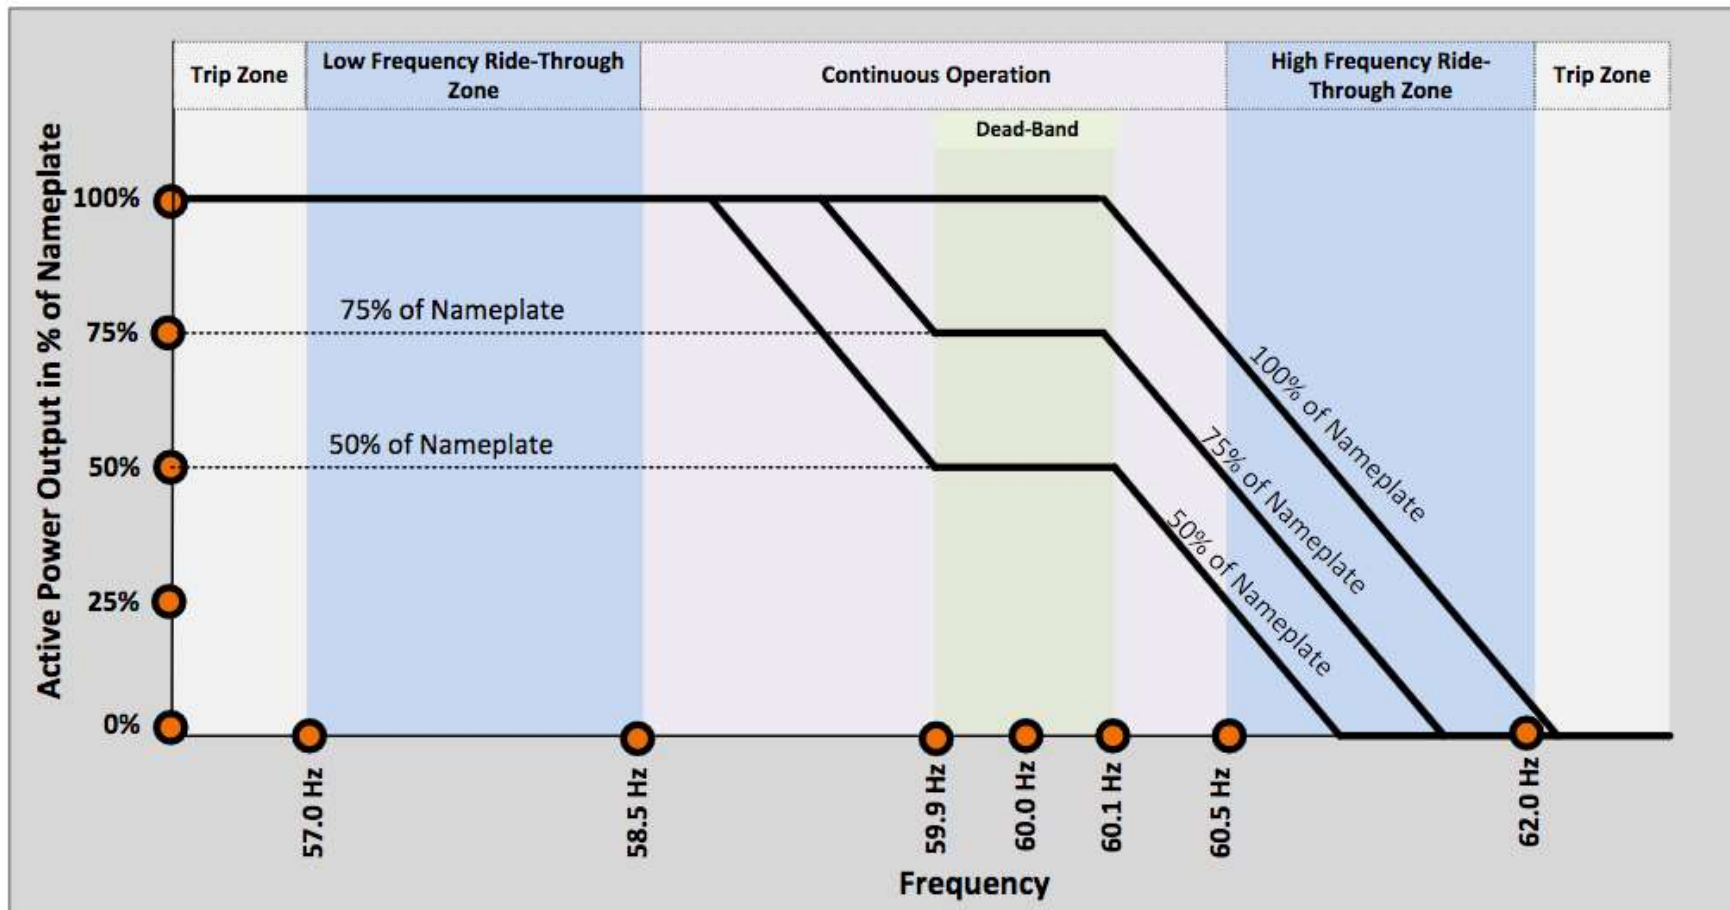 Trip Zone
Low Frequency Ride-Through
Zone
Continuous Operation
High Frequency Ride-
Through Zone
Trip Zone
Dead-Band
Active Power Output in % of Nameplate
100%
75%
50%
25%
0%
75% of Nameplate
50% of Nameplate
100% of Nameplate
75% of Nameplate
50% of Nameplate
57.0 Hz
58.5 Hz
59.9 Hz
60.0 Hz
60.1 Hz
60.5 Hz
62.0 Hz
Frequency